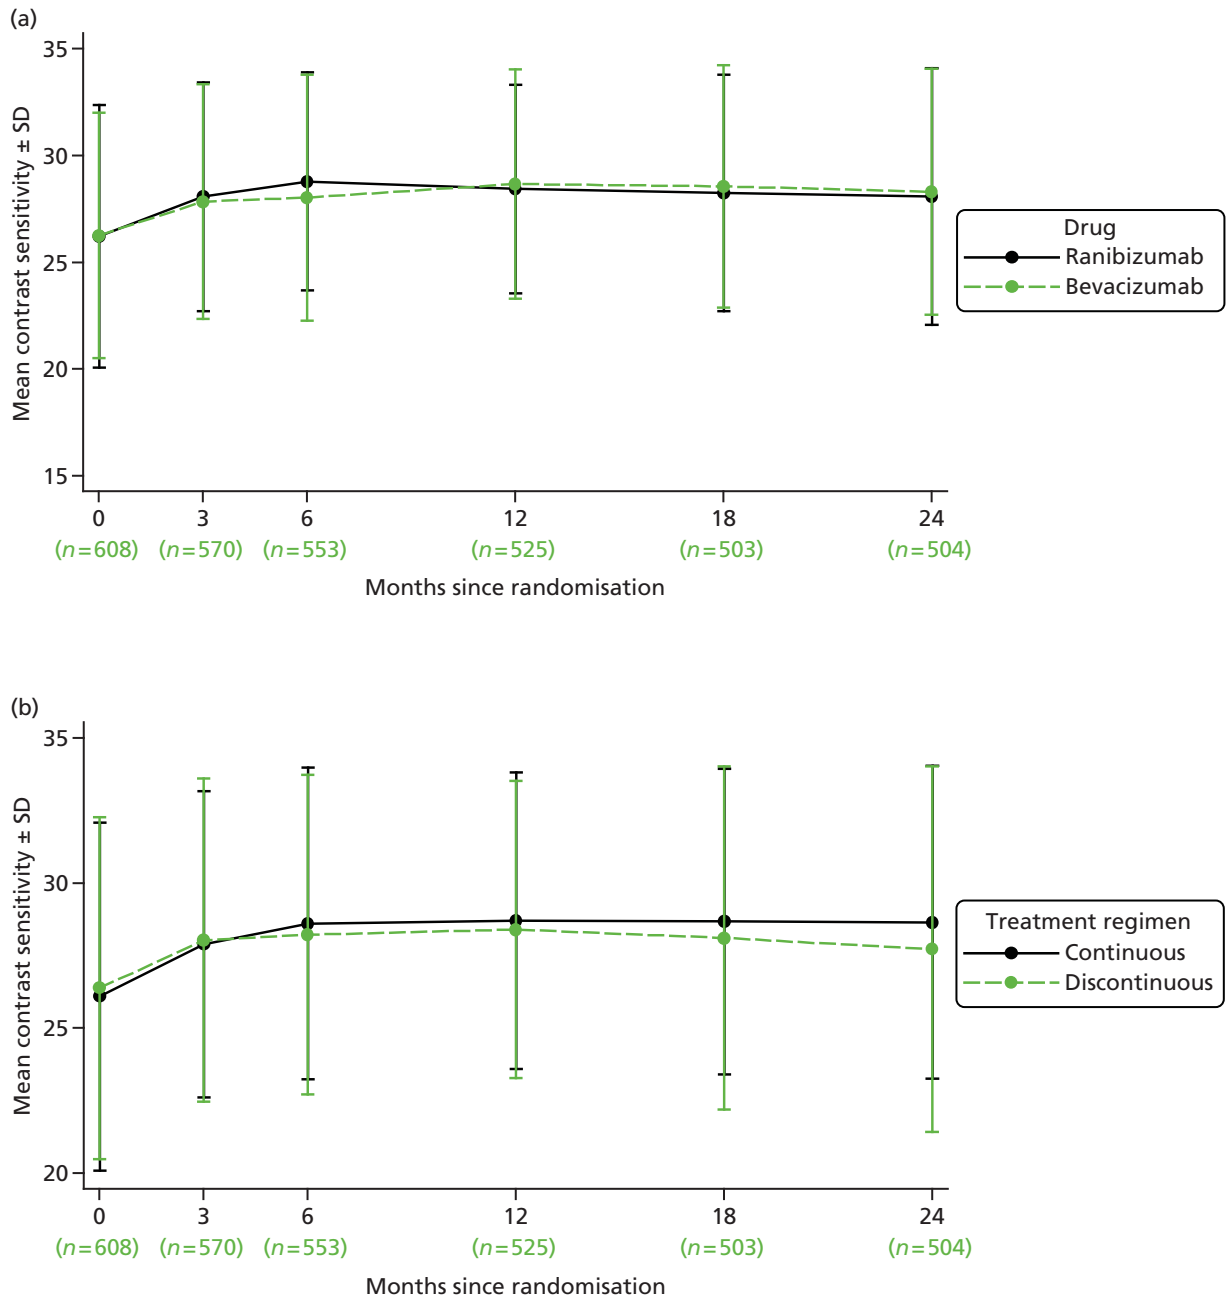 (a)
35
30
25
20
15
Mean contrast sensitivity ± SD
0 3 6 12 18 24
(n=608) (n=570) (n=553) (n=525) (n=503) (n=504)
Months since randomisation
Drug
Ranibizumab
Bevacizumab
(b)
35
30
25
20
Mean contrast sensitivity ± SD
0 3 6 12 18 24
(n=608) (n=570) (n=553) (n=525) (n=503) (n=504)
Months since randomisation
Treatment regimen
Continuous
Discontinuous